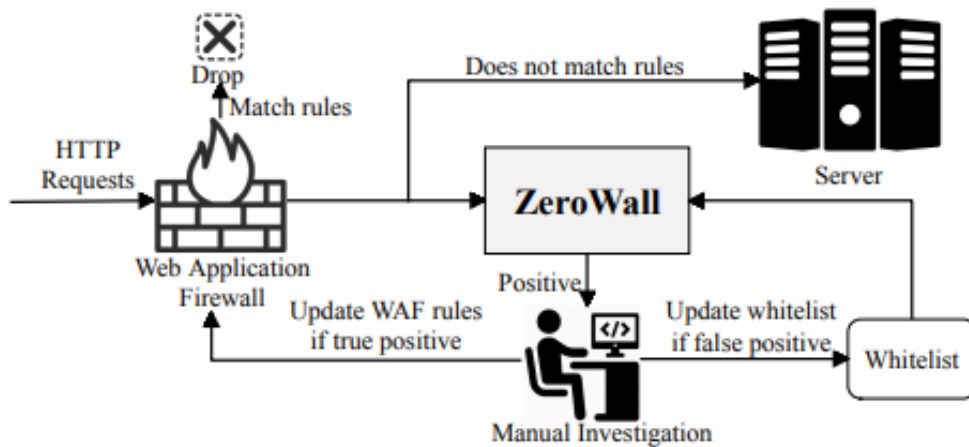 Drop
Match rules
Does not match rules
HTTP
Requests
ZeroWall
Server
Web Application
Firewall
Positive
Update WAF rules
if true positive
</>
Update whitelist
if false positive
Whitelist
Manual Investigation